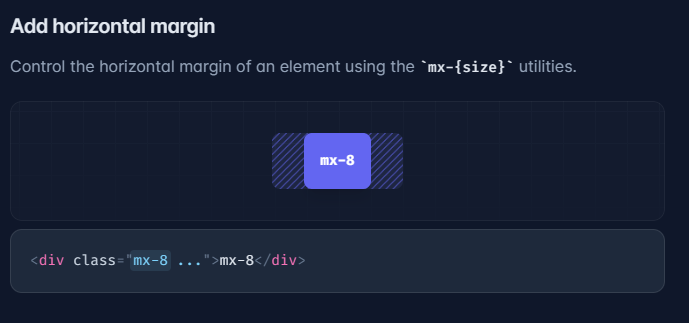 Add horizontal margin
Control the horizontal margin of an element using the `mx-{size}` utilities.
mx-8
<div class="mx-8 ...">mx-8</div>